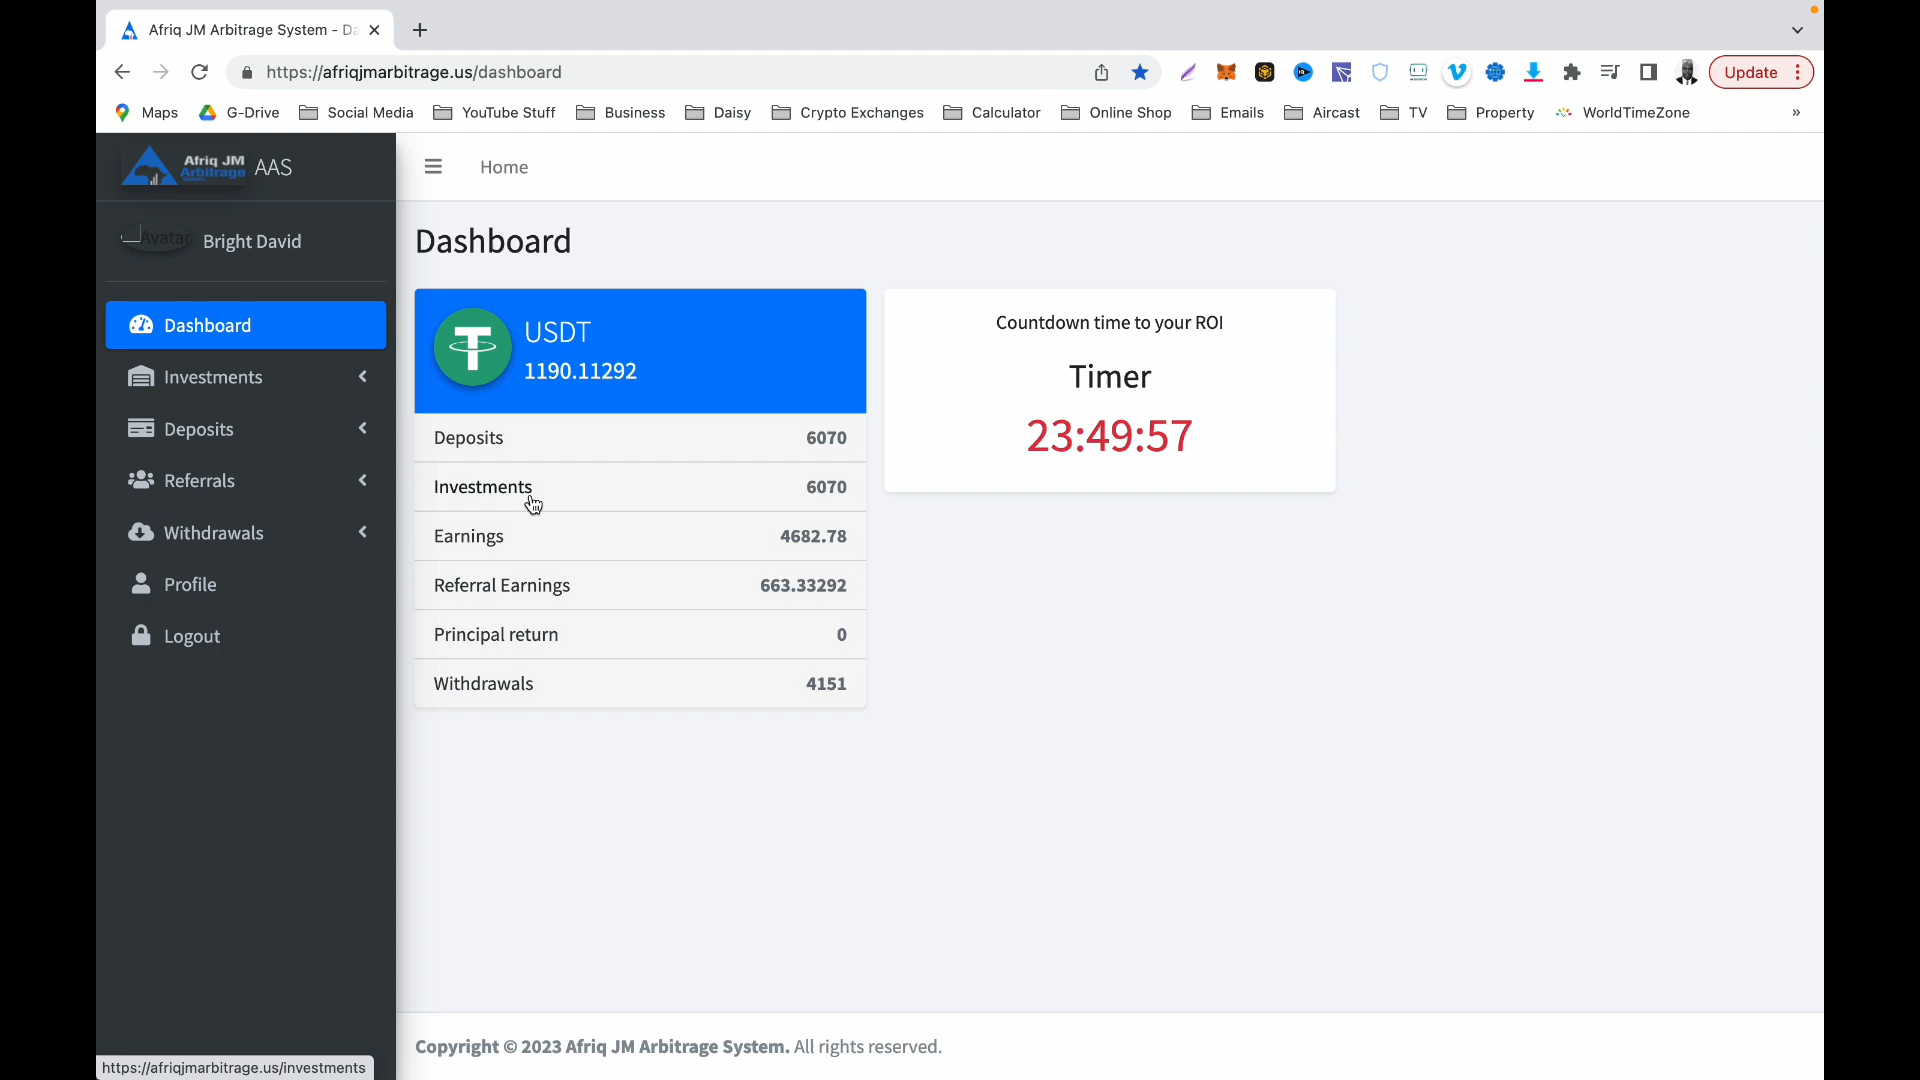 Afriq JM Arbitrage System - Da
https://afriqjmarbitrage.us/dashboard
Update
Maps
G-Drive
Social Media
YouTube Stuff
Business
Daisy
Crypto Exchanges
Calculator
Online Shop
Emails
Aircast
TV
Property
WorldTimeZone
»
Afriq JM
Arbitrage
System
AAS
Home
Avatar
Bright David
Dashboard
Investments
Deposits
Referrals
Withdrawals
Profile
Logout
Dashboard
USDT
1190.11292
Deposits 6070
Investments 6070
Earnings 4682.78
Referral Earnings 663.33292
Principal return 0
Withdrawals 4151
Countdown time to your ROI
Timer
23:49:57
Copyright © 2023 Afriq JM Arbitrage System. All rights reserved.
https://afriqjmarbitrage.us/investments